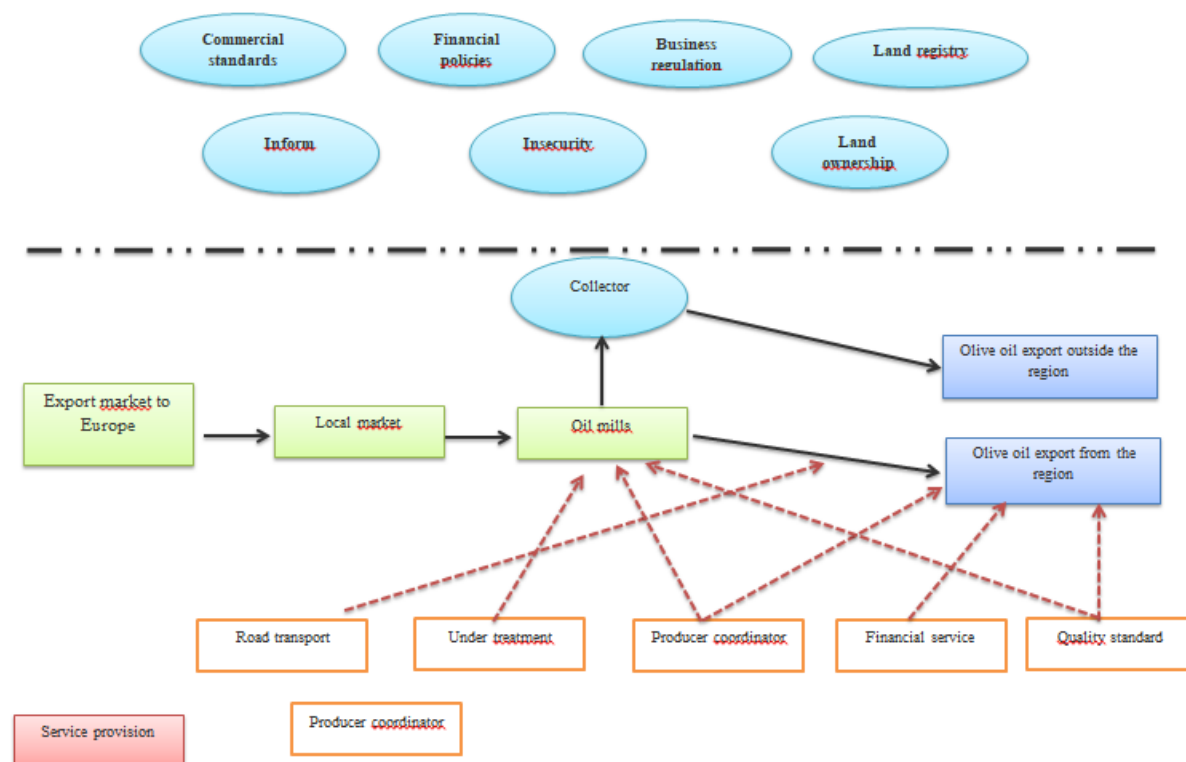 Commercial
standards
Financial
policies
Business
regulation
Land registry
Inform
Insecurity
Land
ownership
Collector
Olive oil export outside the
region
Export market to
Europe
Local market
Oil mills
Olive oil export from the
region
Road transport
Under treatment
Producer coordinator
Financial service
Quality standard
Producer coordinator
Service provision